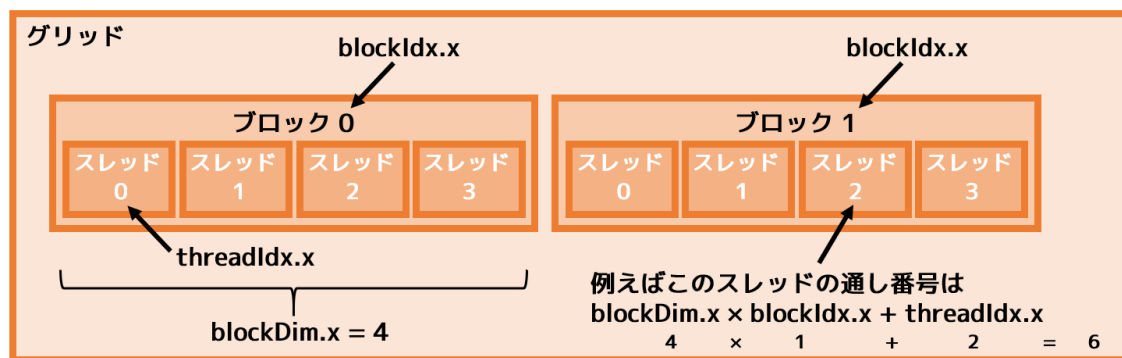 グリッド
blockIdx.x
blockIdx.x
ブロック 0
ブロック 1
スレッド
0
スレッド
1
スレッド
2
スレッド
3
スレッド
0
スレッド
1
スレッド
2
スレッド
3
threadIdx.x
blockDim.x = 4
例えばこのスレッドの通し番号は
blockDim.x × blockIdx.x + threadIdx.x
4 × 1 + 2 = 6